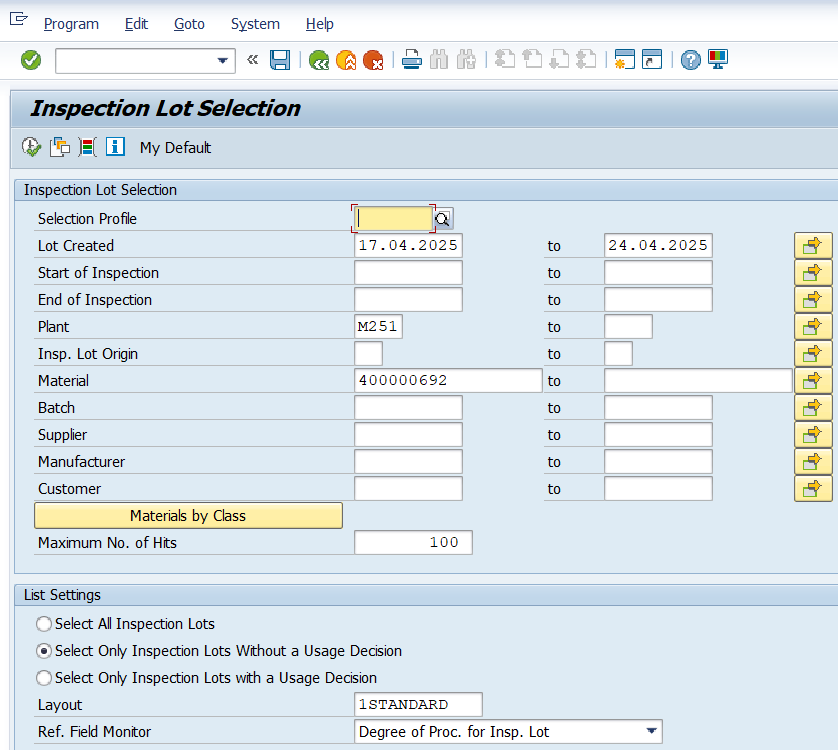 Program Edit Goto System Help
Inspection Lot Selection
My Default
Inspection Lot Selection
Selection Profile
Lot Created 17.04.2025 to 24.04.2025
Start of Inspection to
End of Inspection to
Plant M251 to
Insp. Lot Origin to
Material 400000692 to
Batch to
Supplier to
Manufacturer to
Customer to
Materials by Class
Maximum No. of Hits 100
List Settings
Select All Inspection Lots
Select Only Inspection Lots Without a Usage Decision
Select Only Inspection Lots with a Usage Decision
Layout 1STANDARD
Ref. Field Monitor Degree of Proc. for Insp. Lot